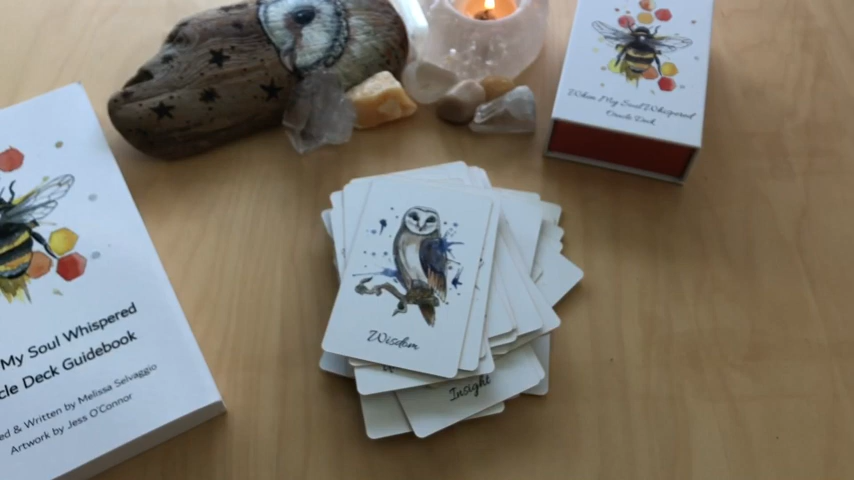 When My Soul Whispered
Oracle Deck
My Soul Whispered
cle Deck Guidebook
ed & Written by Melissa Selvaggio
Artwork by Jess O'Connor
Wisdom
Insight